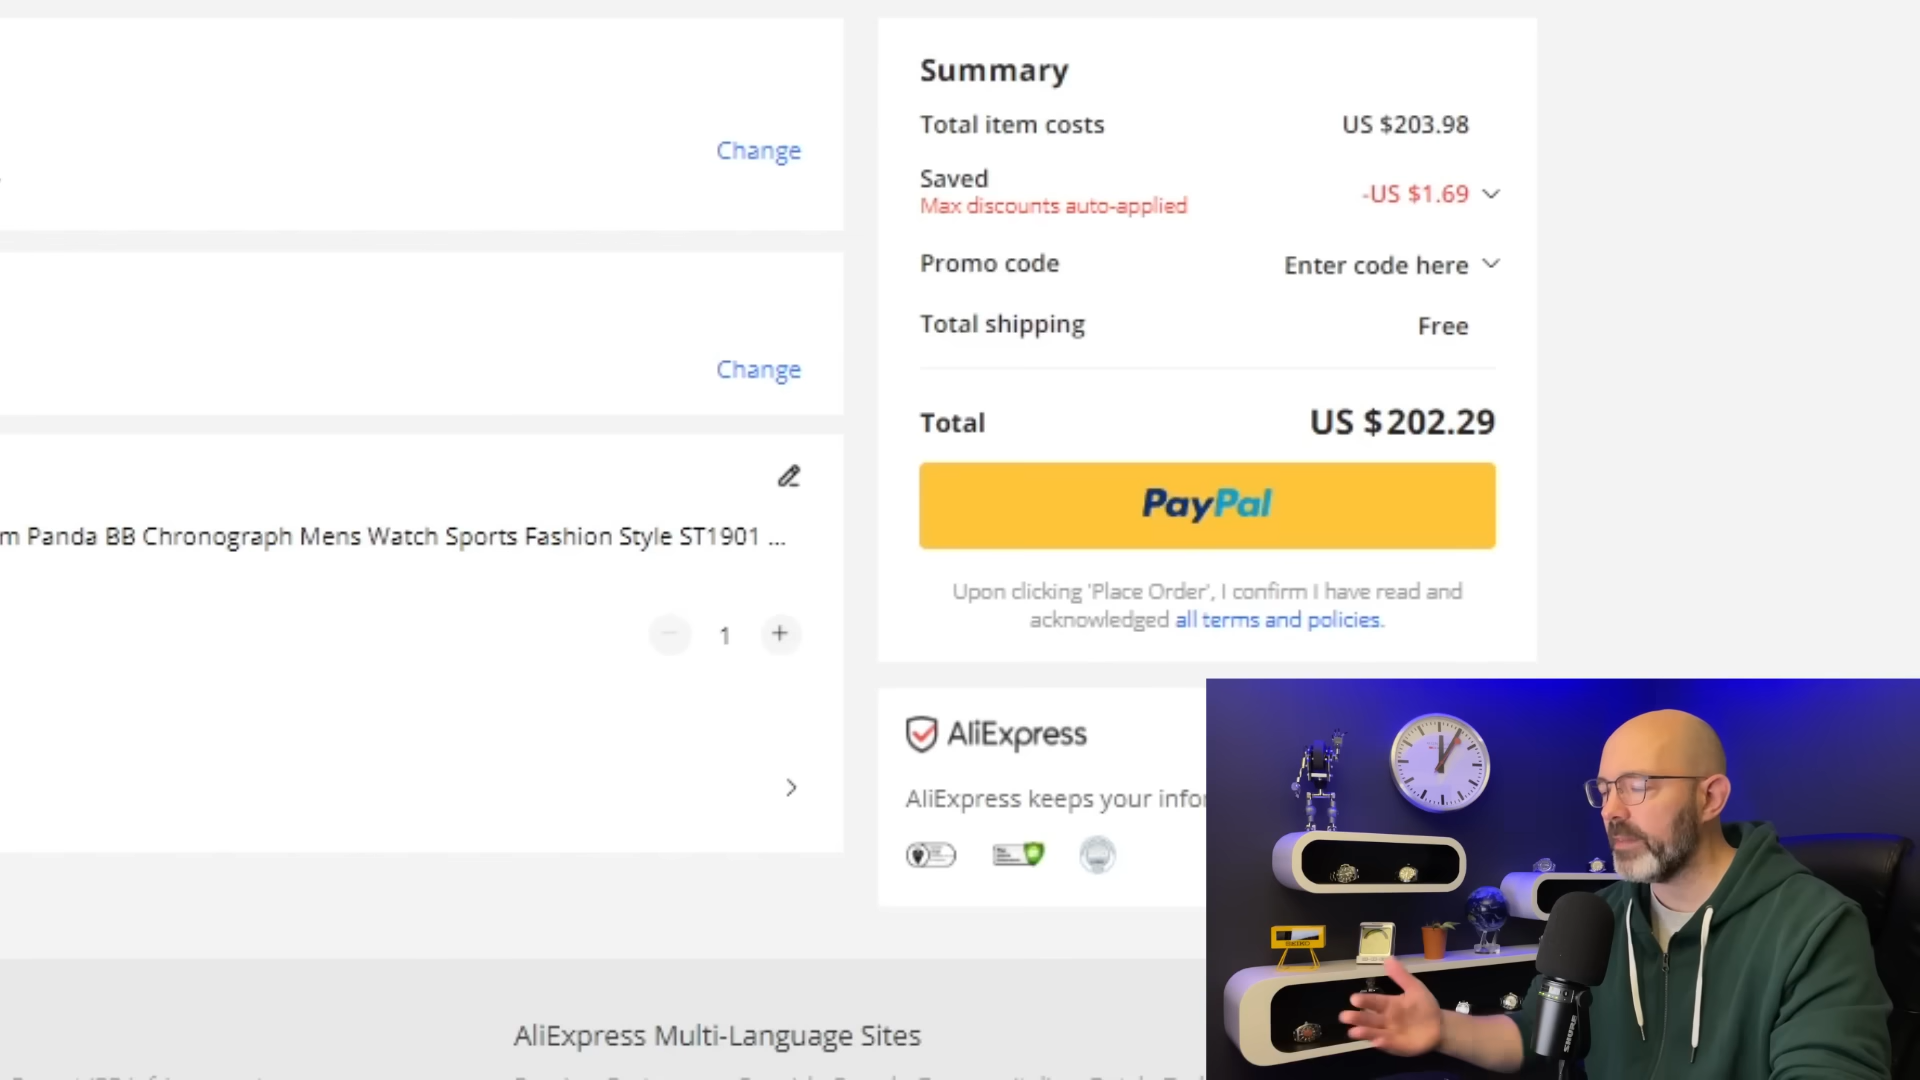 Change
Change
m Panda BB Chronograph Mens Watch Sports Fashion Style ST1901 ...
1
Summary
Total item costs US $203.98
Saved
Max discounts auto-applied -US $1.69
Promo code Enter code here
Total shipping Free
Total US $202.29
PayPal
Upon clicking 'Place Order', I confirm I have read and
acknowledged all terms and policies.
AliExpress
AliExpress keeps your infor
SEIKO
SHURE
AliExpress Multi-Language Sites